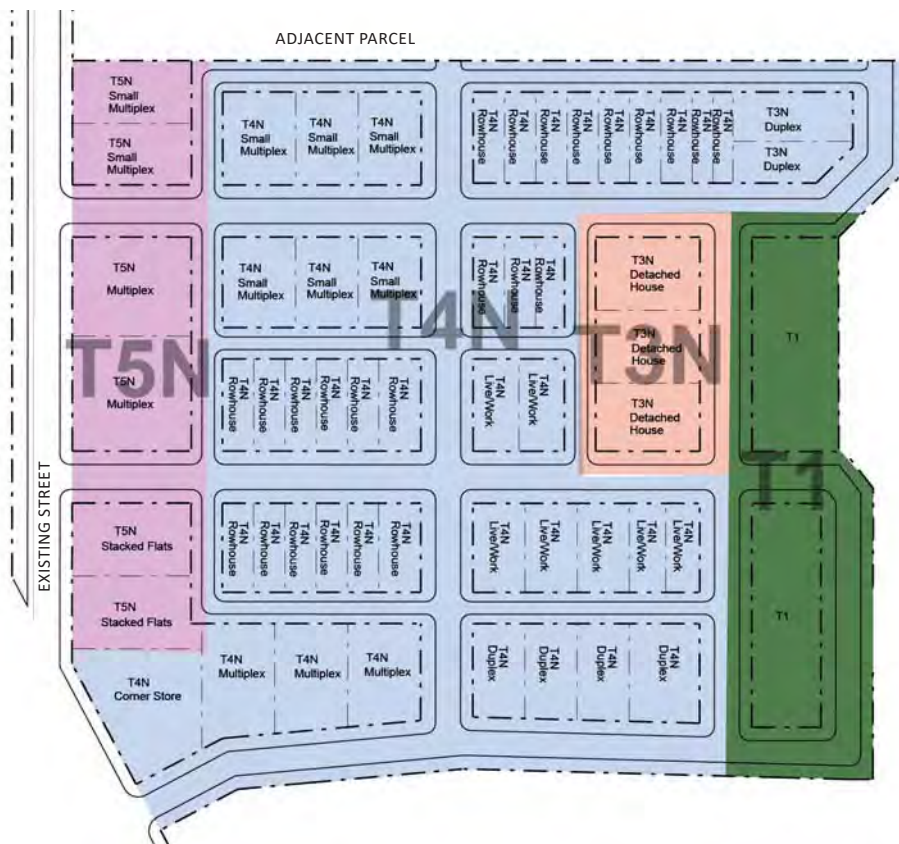 ADJACENT PARCEL
T5N
Small
Multiplex
T5N
Small
Multiplex
T4N
Small
Multiplex
T4N
Small
Multiplex
T4N
Small
Multiplex
T4N
Rowhouse
T4N
Rowhouse
T4N
Rowhouse
T4N
Rowhouse
T4N
Rowhouse
T4N
Rowhouse
T4N
Rowhouse
T4N
Rowhouse
T4N
Rowhouse
T3N
Duplex
T3N
Duplex
T5N
Multiplex
T5N
Multiplex
T4N
Small
Multiplex
T4N
Small
Multiplex
T4N
Small
Multiplex
T4N
Rowhouse
T4N
Rowhouse
T4N
Rowhouse
T3N
Detached
House
T3N
Detached
House
T3N
Detached
House
T1
T5N
T4N
T3N
T1
T4N
Rowhouse
T4N
Rowhouse
T4N
Rowhouse
T4N
Rowhouse
T4N
Rowhouse
T4N
Rowhouse
T4N
Live/Work
T4N
Live/Work
EXISTING STREET
T5N
Stacked Flats
T5N
Stacked Flats
T4N
Rowhouse
T4N
Rowhouse
T4N
Rowhouse
T4N
Rowhouse
T4N
Rowhouse
T4N
Rowhouse
T4N
Live/Work
T4N
Live/Work
T4N
Live/Work
T4N
Live/Work
T4N
Live/Work
T1
T4N
Corner Store
T4N
Multiplex
T4N
Multiplex
T4N
Multiplex
T4N
Duplex
T4N
Duplex
T4N
Duplex
T4N
Duplex